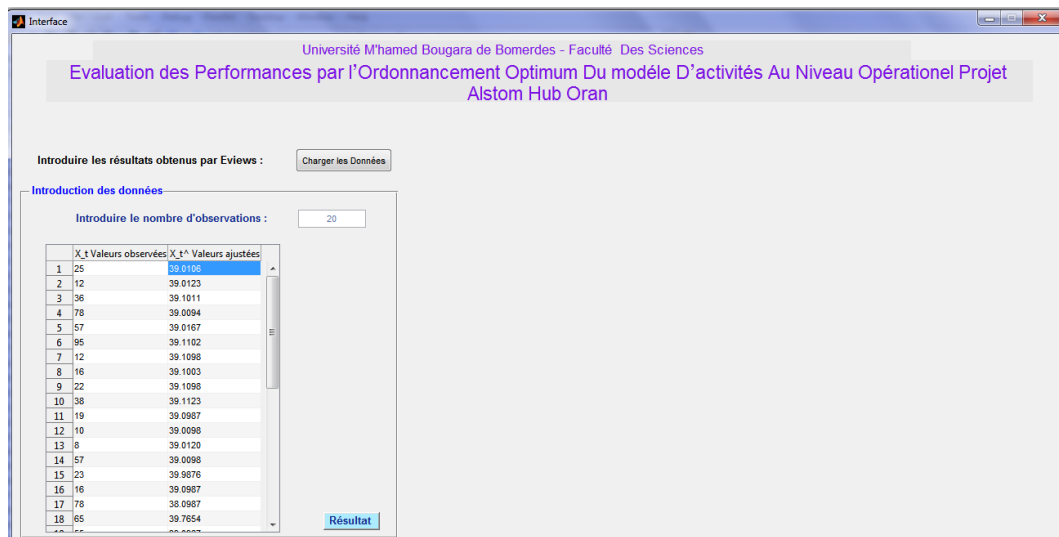 Interface
Université M'hamed Bougara de Bomerdes - Faculté Des Sciences
Evaluation des Performances par l'Ordonnancement Optimum Du modéle D'activités Au Niveau Opérationel Projet
Alstom Hub Oran
Introduire les résultats obtenus par Eviews : Charger les Données
Introduction des données
Introduire le nombre d'observations : 20
X_t Valeurs observées X_t^ Valeurs ajustées
1 25 39.0106
2 12 39.0123
3 36 39.1011
4 78 39.0094
5 57 39.0167
6 95 39.1102
7 12 39.1098
8 16 39.1003
9 22 39.1098
10 38 39.1123
11 19 39.0987
12 10 39.0098
13 8 39.0120
14 57 39.0098
15 23 39.9876
16 16 39.0987
17 78 38.0987
18 65 39.7654
Résultat